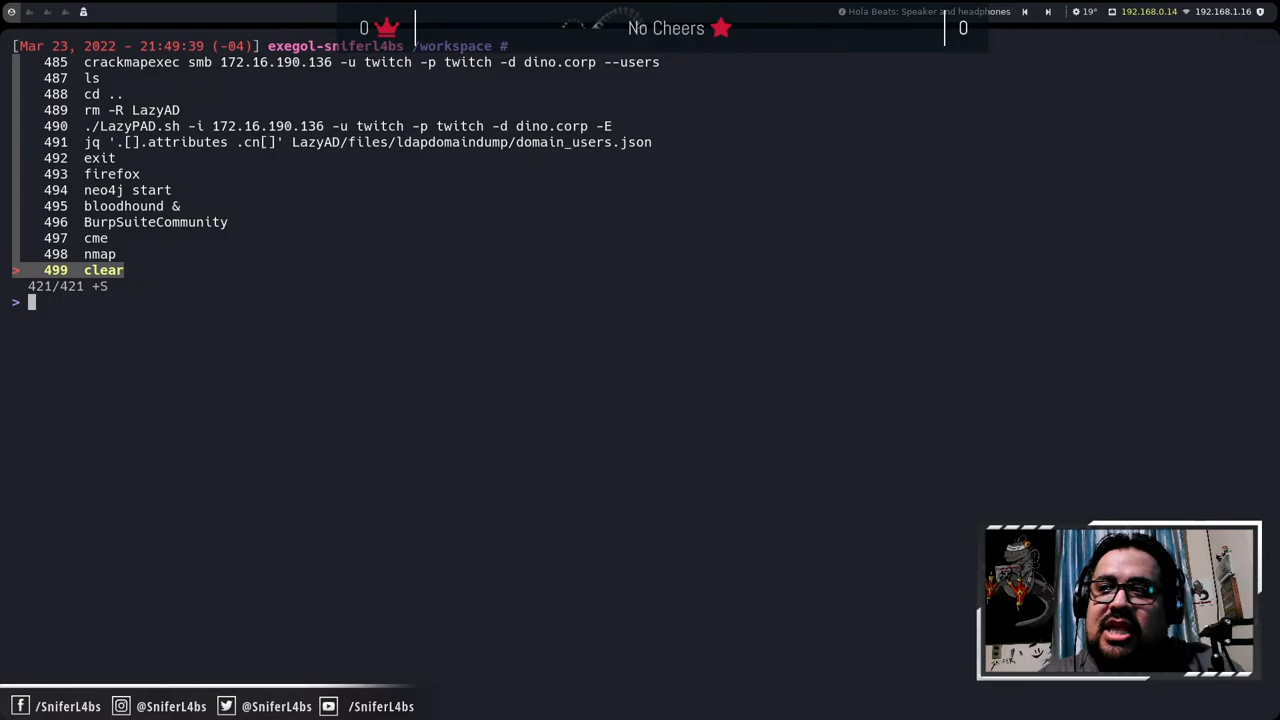 Hola Beats: Speaker and headphones 19° 192.168.0.14 192.168.1.16
0 No Cheers 0
[Mar 23, 2022 - 21:49:39 (-04)] exegol-sniferl4bs /workspace #
485 crackmapexec smb 172.16.190.136 -u twitch -p twitch -d dino.corp --users
487 ls
488 cd ..
489 rm -R LazyAD
490 ./LazyPAD.sh -i 172.16.190.136 -u twitch -p twitch -d dino.corp -E
491 jq '.[].attributes .cn[]' LazyAD/files/ldapdomaindump/domain_users.json
492 exit
493 firefox
494 neo4j start
495 bloodhound &
496 BurpSuiteCommunity
497 cme
498 nmap
> 499 clear
421/421 +S
>
/SniferL4bs @SniferL4bs @SniferL4bs /SniferL4bs